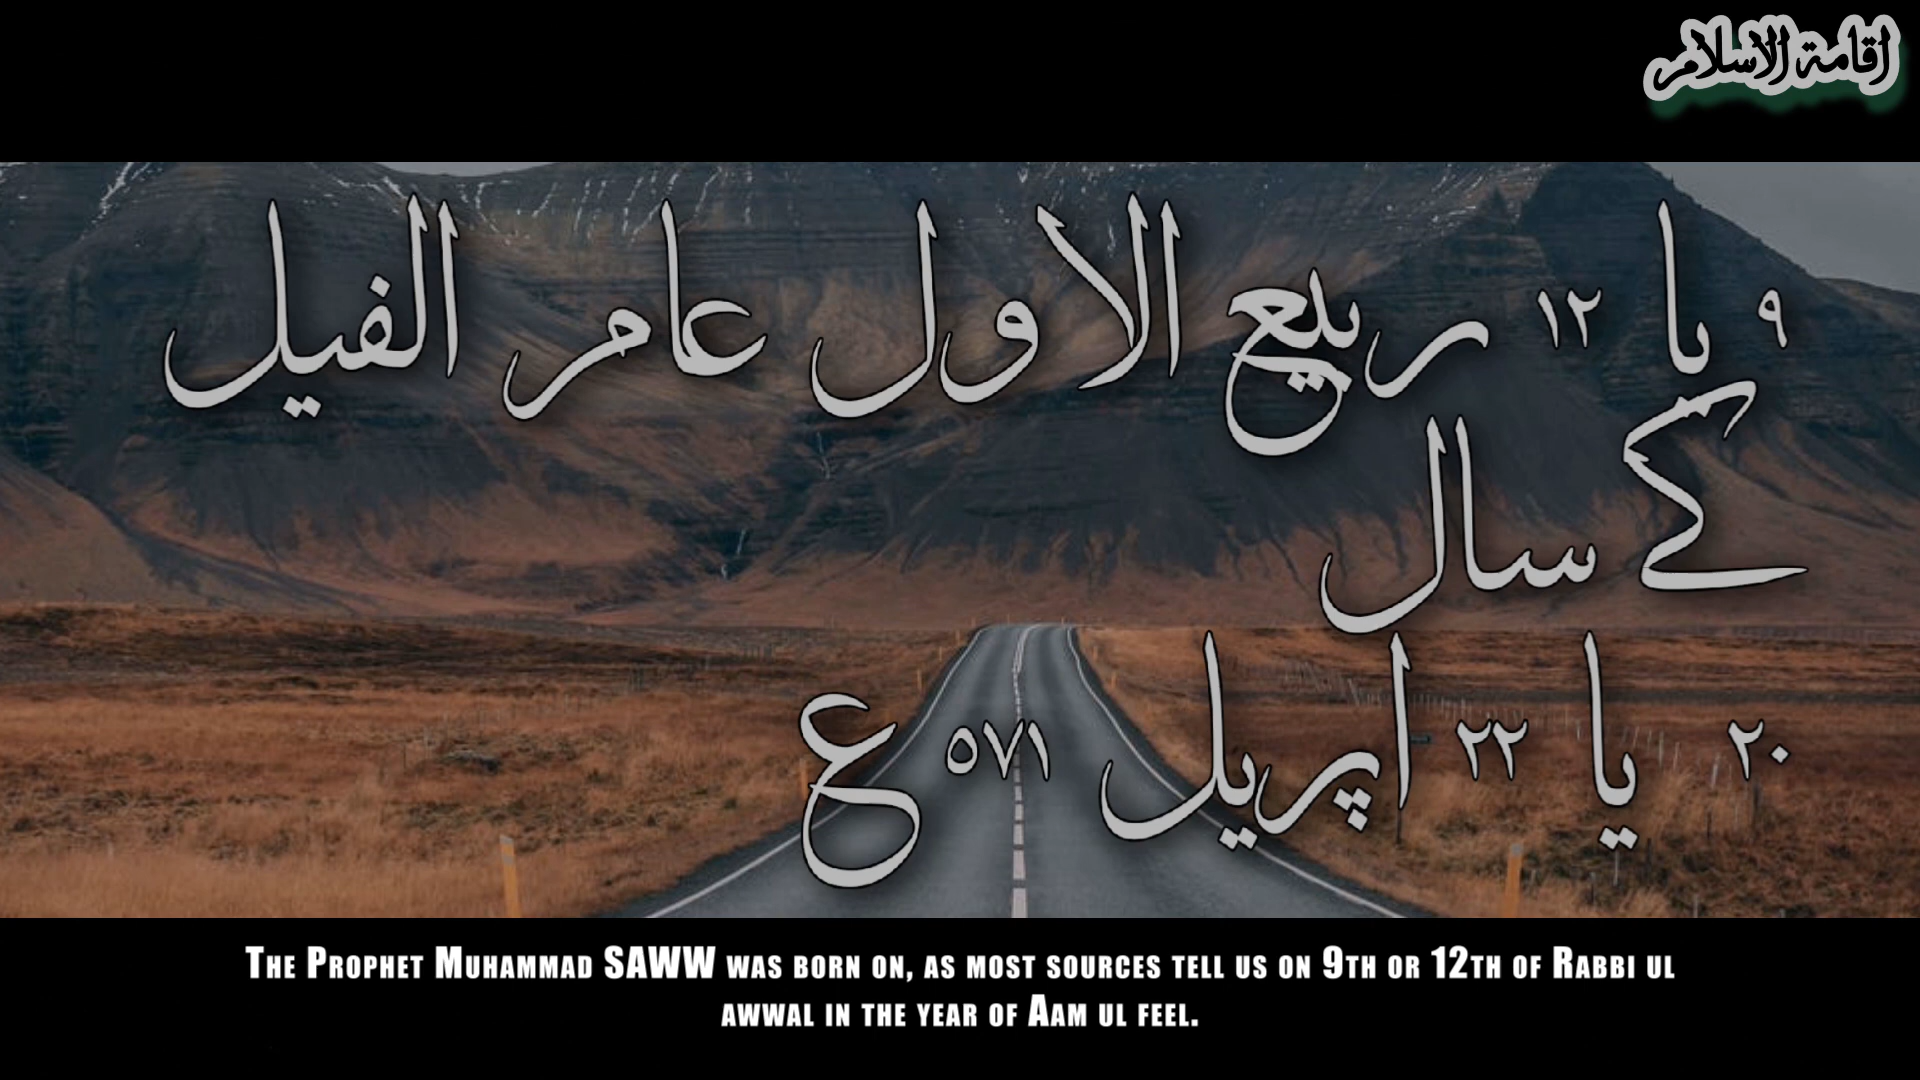 اقامة الاسلام
۹ یا ۱۲ ربیع الاول عام الفیل
کے سال
۲۰ یا ۲۲ اپریل ۵۷۱ ع
The Prophet Muhammad SAWW was born on, as most sources tell us on 9th or 12th of Rabbi ul
awwal in the year of Aam ul feel.